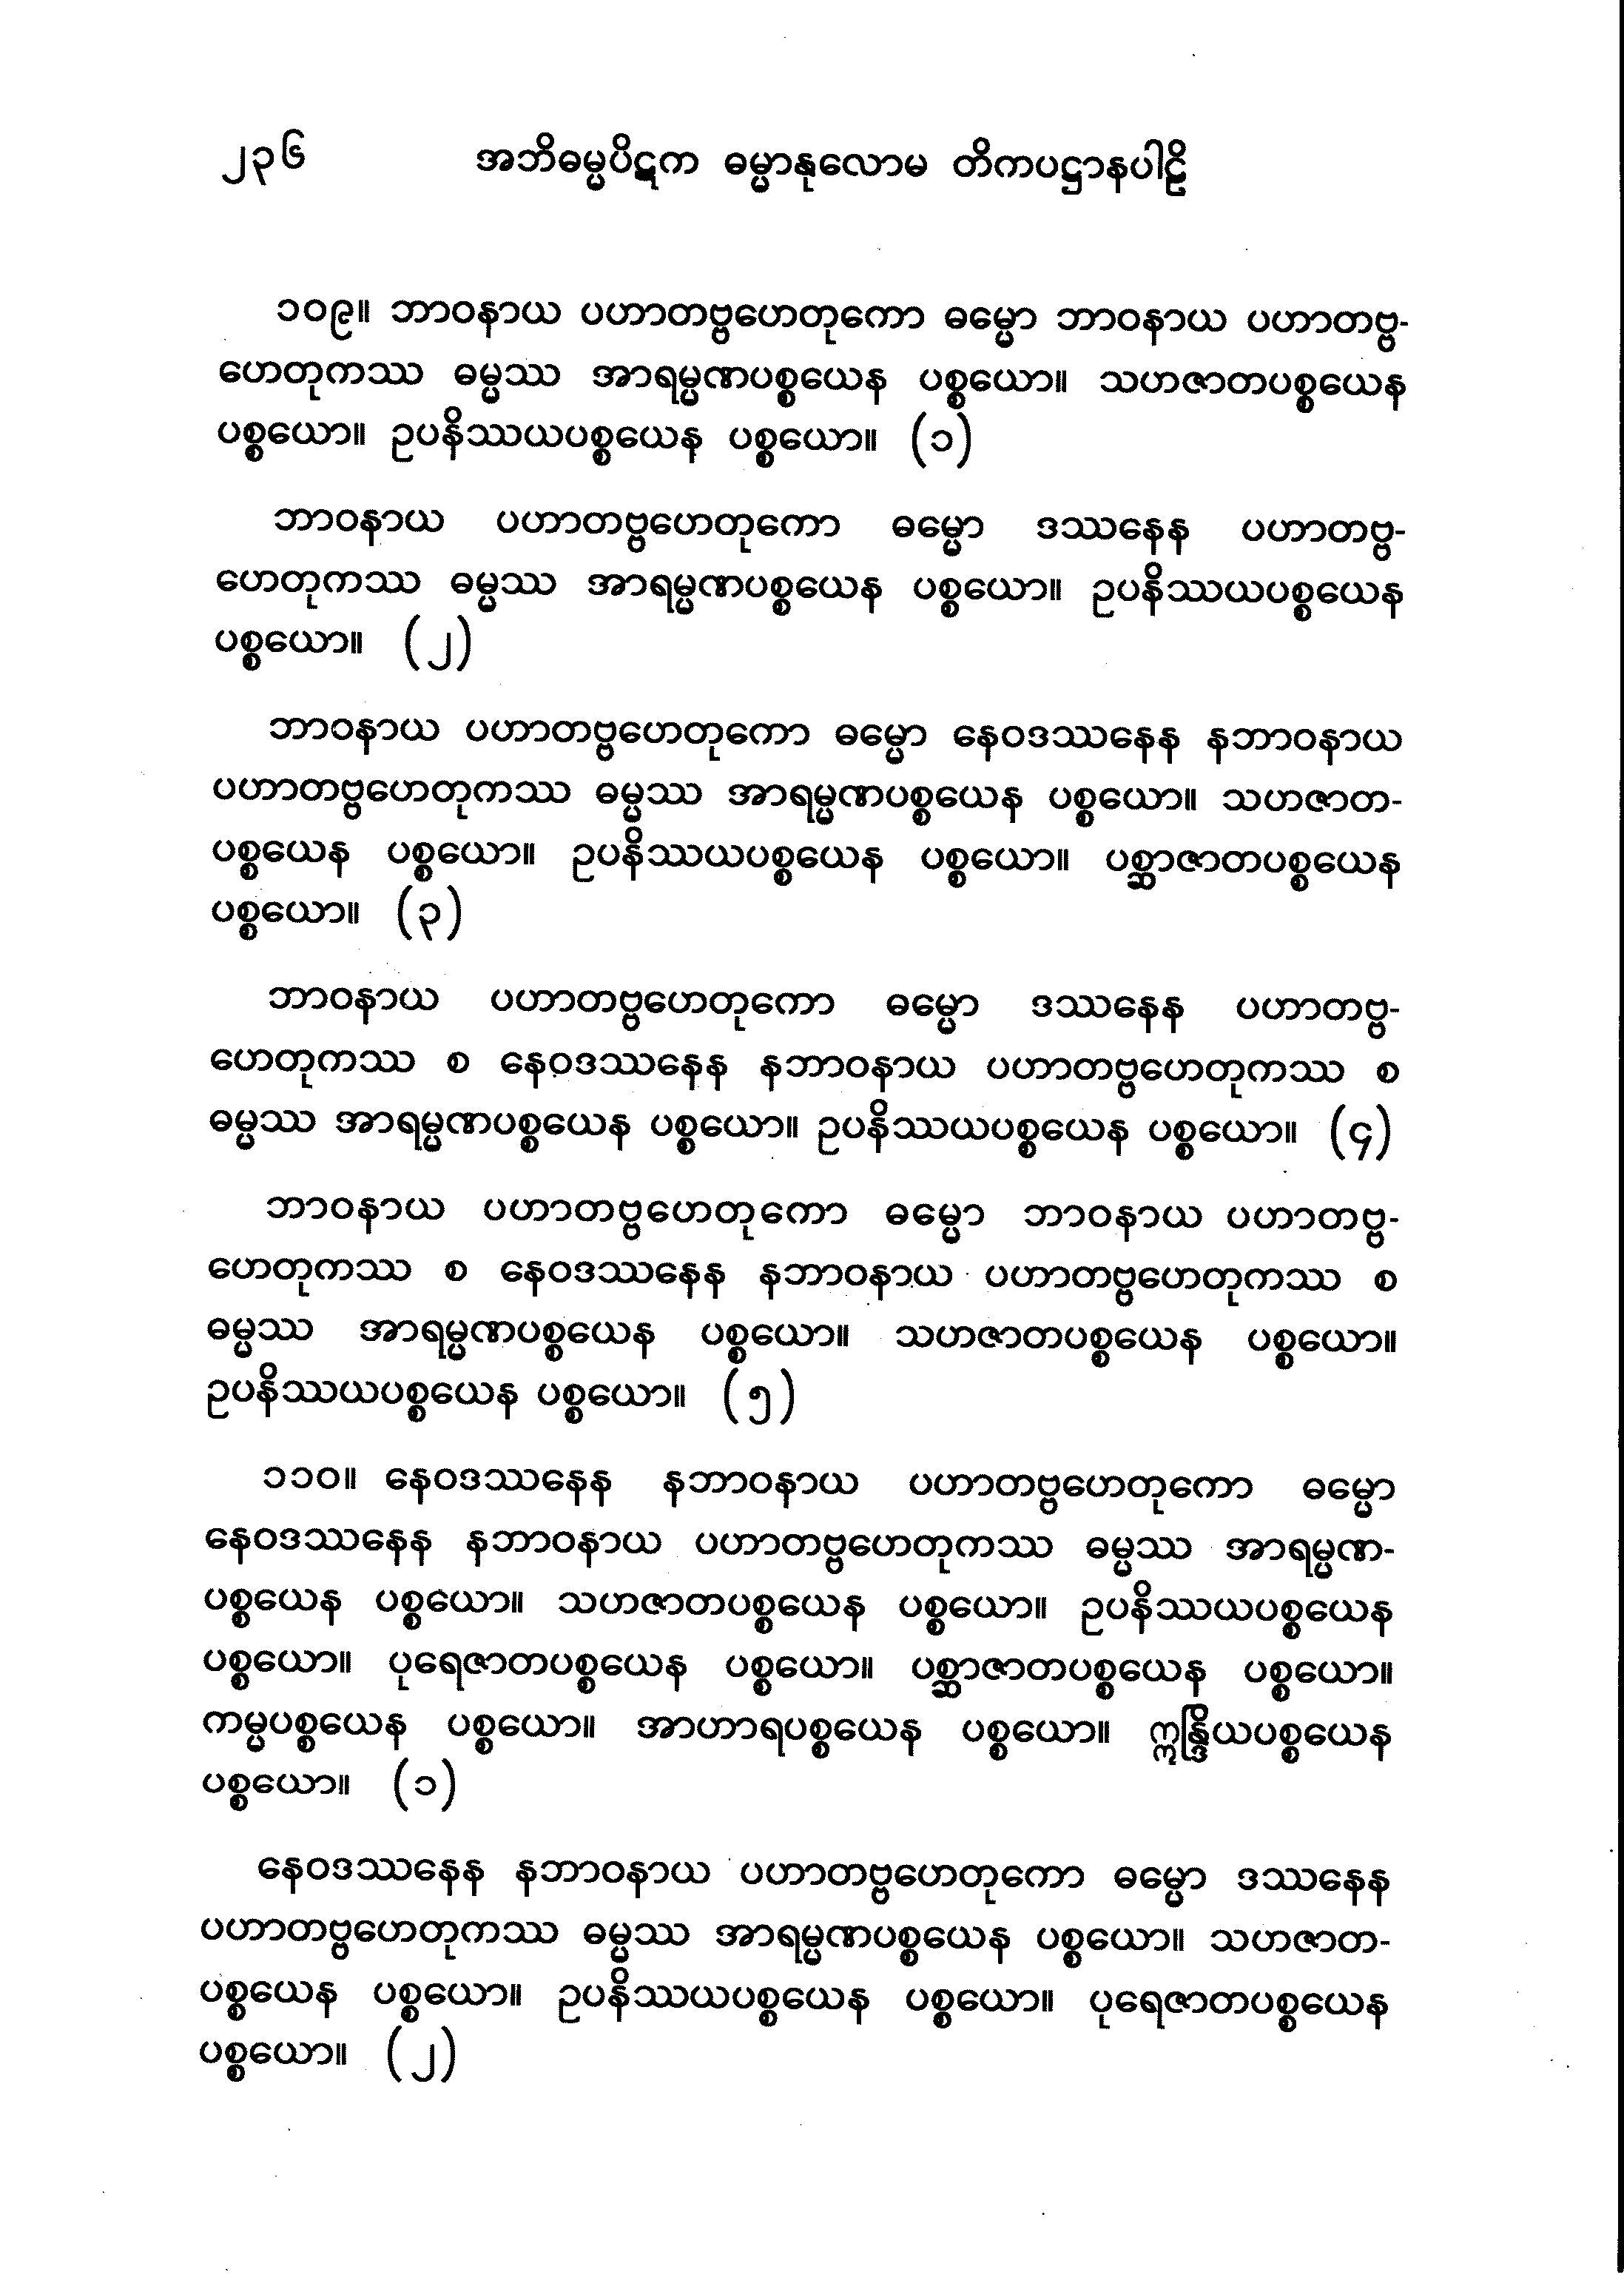 ၂၃၆ အဘိဓမ္မပိဋက ဓမ္မာနုလောမ တိကပဋ္ဌာနပါဠိ
၁၀၉။ ဘာဝနာယ ပဟာတဗ္ဗဟေတုကော ဓမ္မော ဘာဝနာယ ပဟာတဗ္ဗ-
ဟေတုကဿ ဓမ္မဿ အာရမ္မဏပစ္စယေန ပစ္စယော။ သဟဇာတပစ္စယေန
ပစ္စယော။ ဥပနိဿယပစ္စယေန ပစ္စယော။ (၁)
ဘာဝနာယ ပဟာတဗ္ဗဟေတုကော ဓမ္မော ဒဿနေန ပဟာတဗ္ဗ-
ဟေတုကဿ ဓမ္မဿ အာရမ္မဏပစ္စယေန ပစ္စယော။ ဥပနိဿယပစ္စယေန
ပစ္စယော။ (၂)
ဘာဝနာယ ပဟာတဗ္ဗဟေတုကော ဓမ္မော နေဝဒဿနေန နဘာဝနာယ
ပဟာတဗ္ဗဟေတုကဿ ဓမ္မဿ အာရမ္မဏပစ္စယေန ပစ္စယော။ သဟဇာတ-
ပစ္စယေန ပစ္စယော။ ဥပနိဿယပစ္စယေန ပစ္စယော။ ပစ္ဆာဇာတပစ္စယေန
ပစ္စယော။ (၃)
ဘာဝနာယ ပဟာတဗ္ဗဟေတုကော ဓမ္မော ဒဿနေန ပဟာတဗ္ဗ-
ဟေတုကဿ စ နေဝဒဿနေန နဘာဝနာယ ပဟာတဗ္ဗဟေတုကဿ စ
ဓမ္မဿ အာရမ္မဏပစ္စယေန ပစ္စယော။ ဥပနိဿယပစ္စယေန ပစ္စယော။ (၄)
ဘာဝနာယ ပဟာတဗ္ဗဟေတုကော ဓမ္မော ဘာဝနာယ ပဟာတဗ္ဗ-
ဟေတုကဿ စ နေဝဒဿနေန နဘာဝနာယ ပဟာတဗ္ဗဟေတုကဿ စ
ဓမ္မဿ အာရမ္မဏပစ္စယေန ပစ္စယော။ သဟဇာတပစ္စယေန ပစ္စယော။
ဥပနိဿယပစ္စယေန ပစ္စယော။ (၅)
၁၁၀။ နေဝဒဿနေန နဘာဝနာယ ပဟာတဗ္ဗဟေတုကော ဓမ္မော
နေဝဒဿနေန နဘာဝနာယ ပဟာတဗ္ဗဟေတုကဿ ဓမ္မဿ အာရမ္မဏ-
ပစ္စယေန ပစ္စယော။ သဟဇာတပစ္စယေန ပစ္စယော။ ဥပနိဿယပစ္စယေန
ပစ္စယော။ ပုရေဇာတပစ္စယေန ပစ္စယော။ ပစ္ဆာဇာတပစ္စယေန ပစ္စယော။
ကမ္မပစ္စယေန ပစ္စယော။ အာဟာရပစ္စယေန ပစ္စယော။ ဣန္ဒြိယပစ္စယေန
ပစ္စယော။ (၁)
နေဝဒဿနေန နဘာဝနာယ ပဟာတဗ္ဗဟေတုကော ဓမ္မော ဒဿနေန
ပဟာတဗ္ဗဟေတုကဿ ဓမ္မဿ အာရမ္မဏပစ္စယေန ပစ္စယော။ သဟဇာတ-
ပစ္စယေန ပစ္စယော။ ဥပနိဿယပစ္စယေန ပစ္စယော။ ပုရေဇာတပစ္စယေန
ပစ္စယော။ (၂)